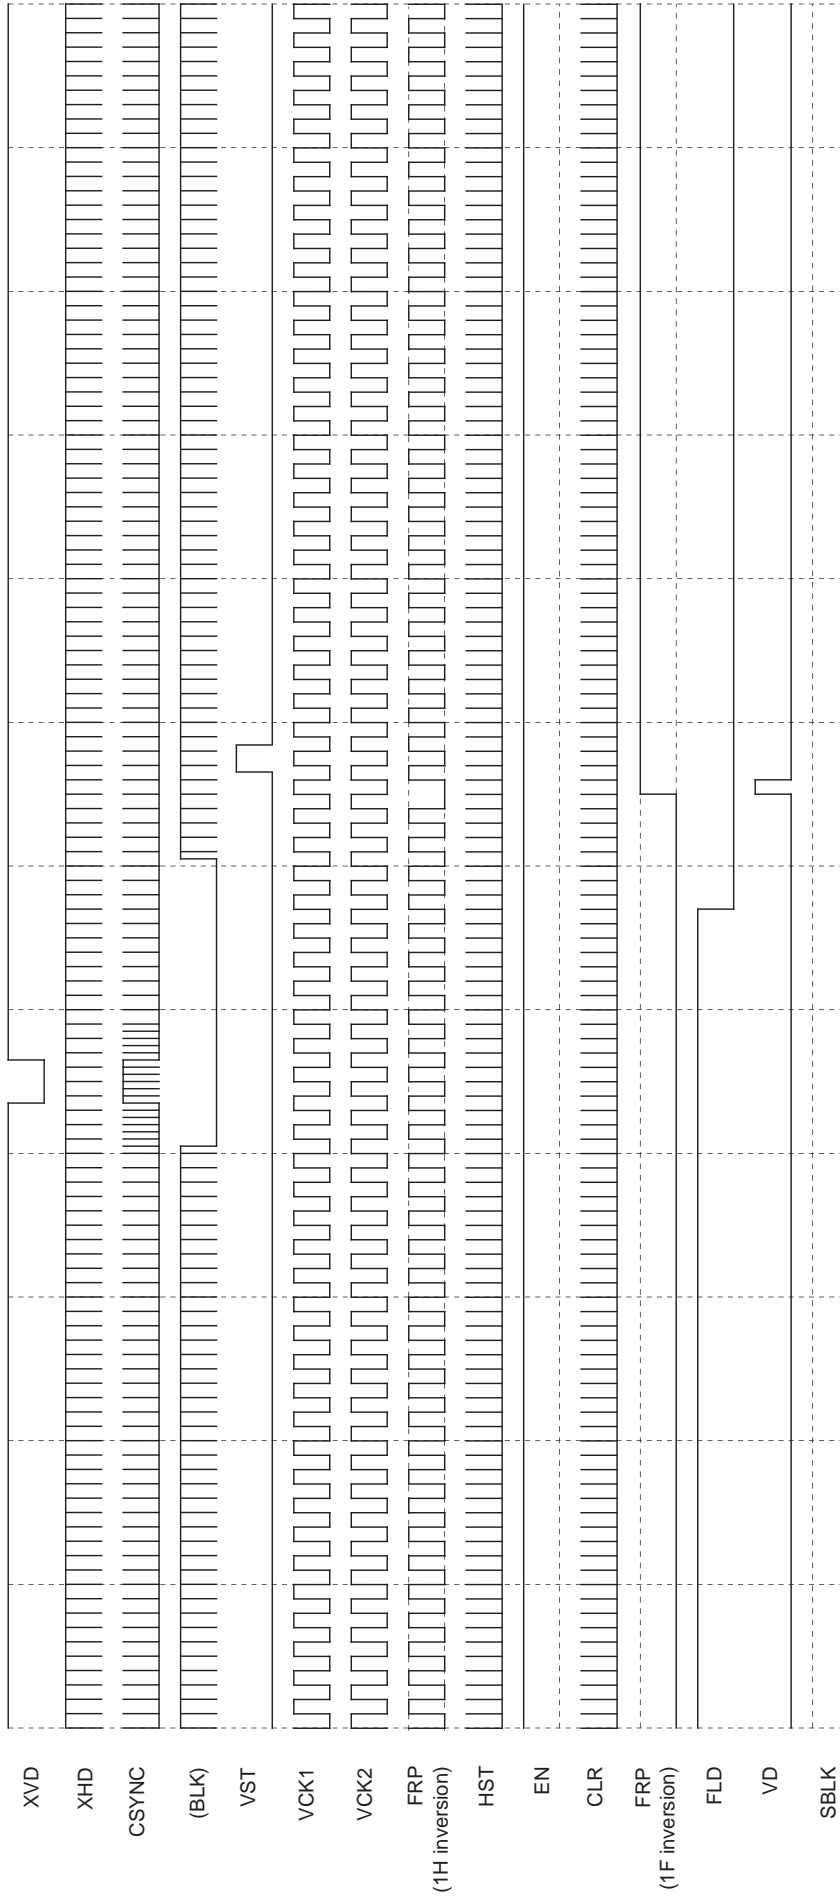 XVD
XHD
CSYNC
(BLK)
VST
VCK1
VCK2
FRP
(1H inversion)
HST
EN
CLR
FRP
(1F inversion)
FLD
VD
SBLK